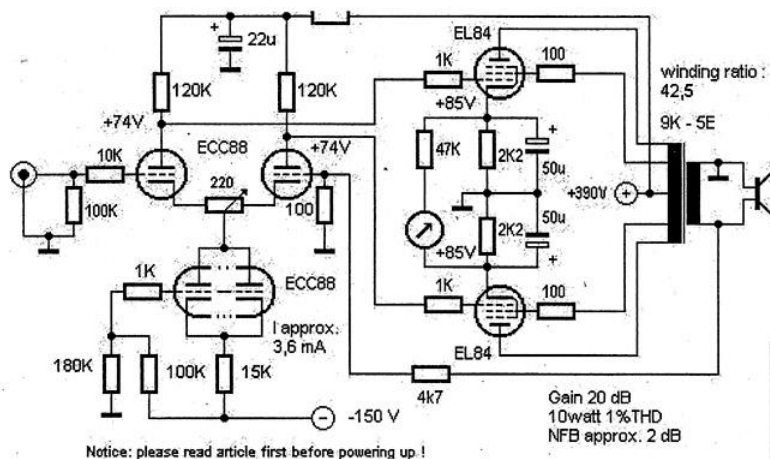 +
22u
120K
120K
+74V
ECC88
+74V
10K
100K
220
100
ECC88
1K
I approx.
3,6 mA
180K
100K
15K
-150 V
4k7
EL84
1K
100
+85V
47K
2K2
+
50u
50u
2K2
+85V
+
1K
100
EL84
winding ratio :
42,5
9K - 5E
+390V
+
Gain 20 dB
10watt 1%THD
NFB approx. 2 dB
Notice: please read article first before powering up !